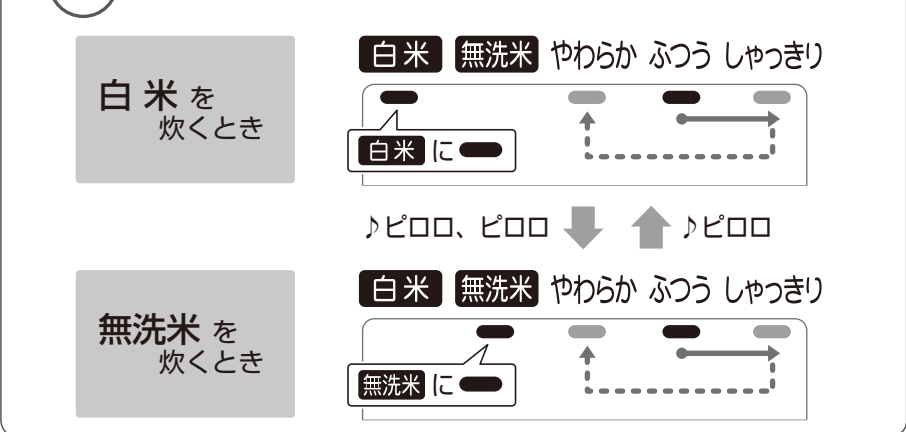 白米を
炊くとき
白米 無洗米 やわらか ふつう しゃっきり
白米 に
♪ピロロ、ピロロ ♪ピロロ
無洗米を
炊くとき
白米 無洗米 やわらか ふつう しゃっきり
無洗米 に